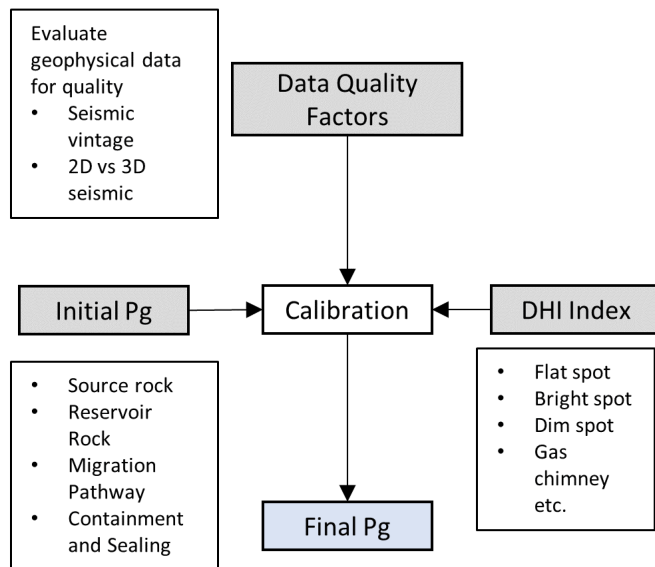 Evaluate
geophysical data
for quality
• Seismic
vintage
• 2D vs 3D
seismic
Data Quality
Factors
Initial Pg
Calibration
DHI Index
• Source rock
• Reservoir
Rock
• Migration
Pathway
• Containment
and Sealing
• Flat spot
• Bright spot
• Dim spot
• Gas
chimney
etc.
Final Pg